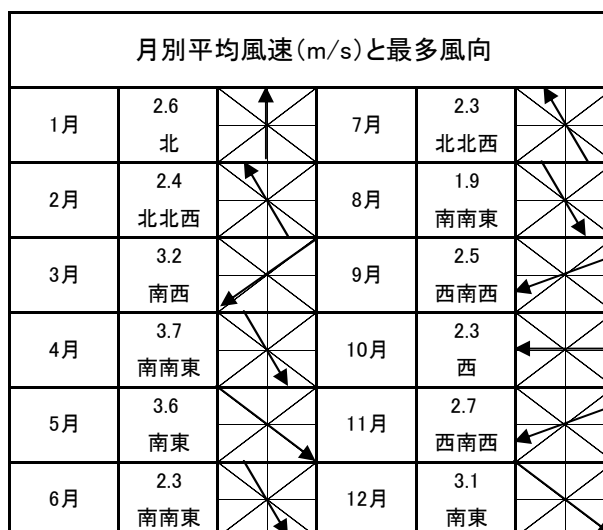 月別平均風速(m/s)と最多風向
1月 2.6 北 7月 2.3 北北西
2月 2.4 北北西 8月 1.9 南南東
3月 3.2 南西 9月 2.5 西南西
4月 3.7 南南東 10月 2.3 西
5月 3.6 南東 11月 2.7 西南西
6月 2.3 南南東 12月 3.1 南東